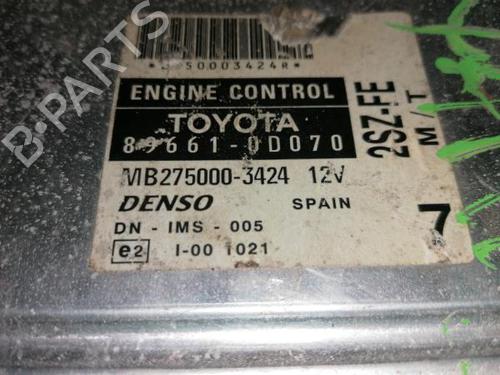 *750003424R*
ENGINE CONTROL
TOYOTA
89661-0D070
MB275000-3424 12V
DENSO SPAIN
DN - IMS - 005
e2 I-00 1021
2SZ-FE
M/T
7
B-PARTS